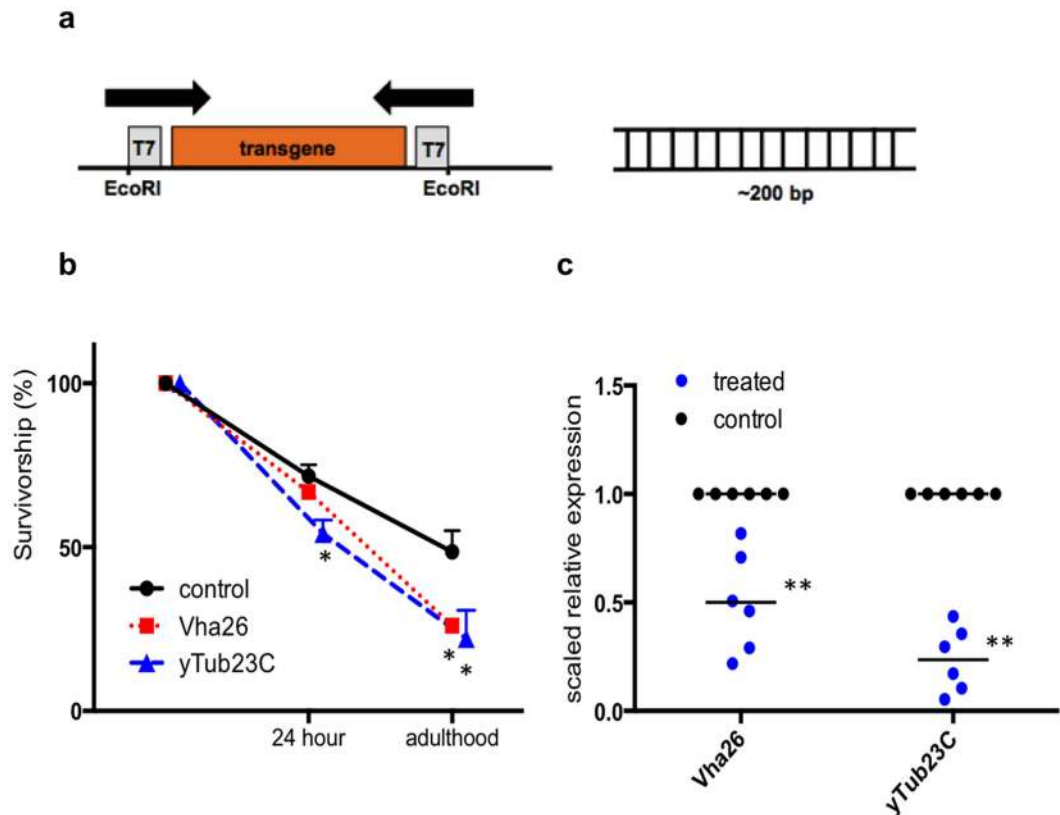 a
T7 transgene T7
EcoRI EcoRI
~200 bp
b
Survivorship (%)
100
50
0
control
Vha26
yTub23C
*
*
*
24 hour adulthood
c
scaled relative expression
1.5
1.0
0.5
0.0
treated
control
**
**
Vha26
yTub23C